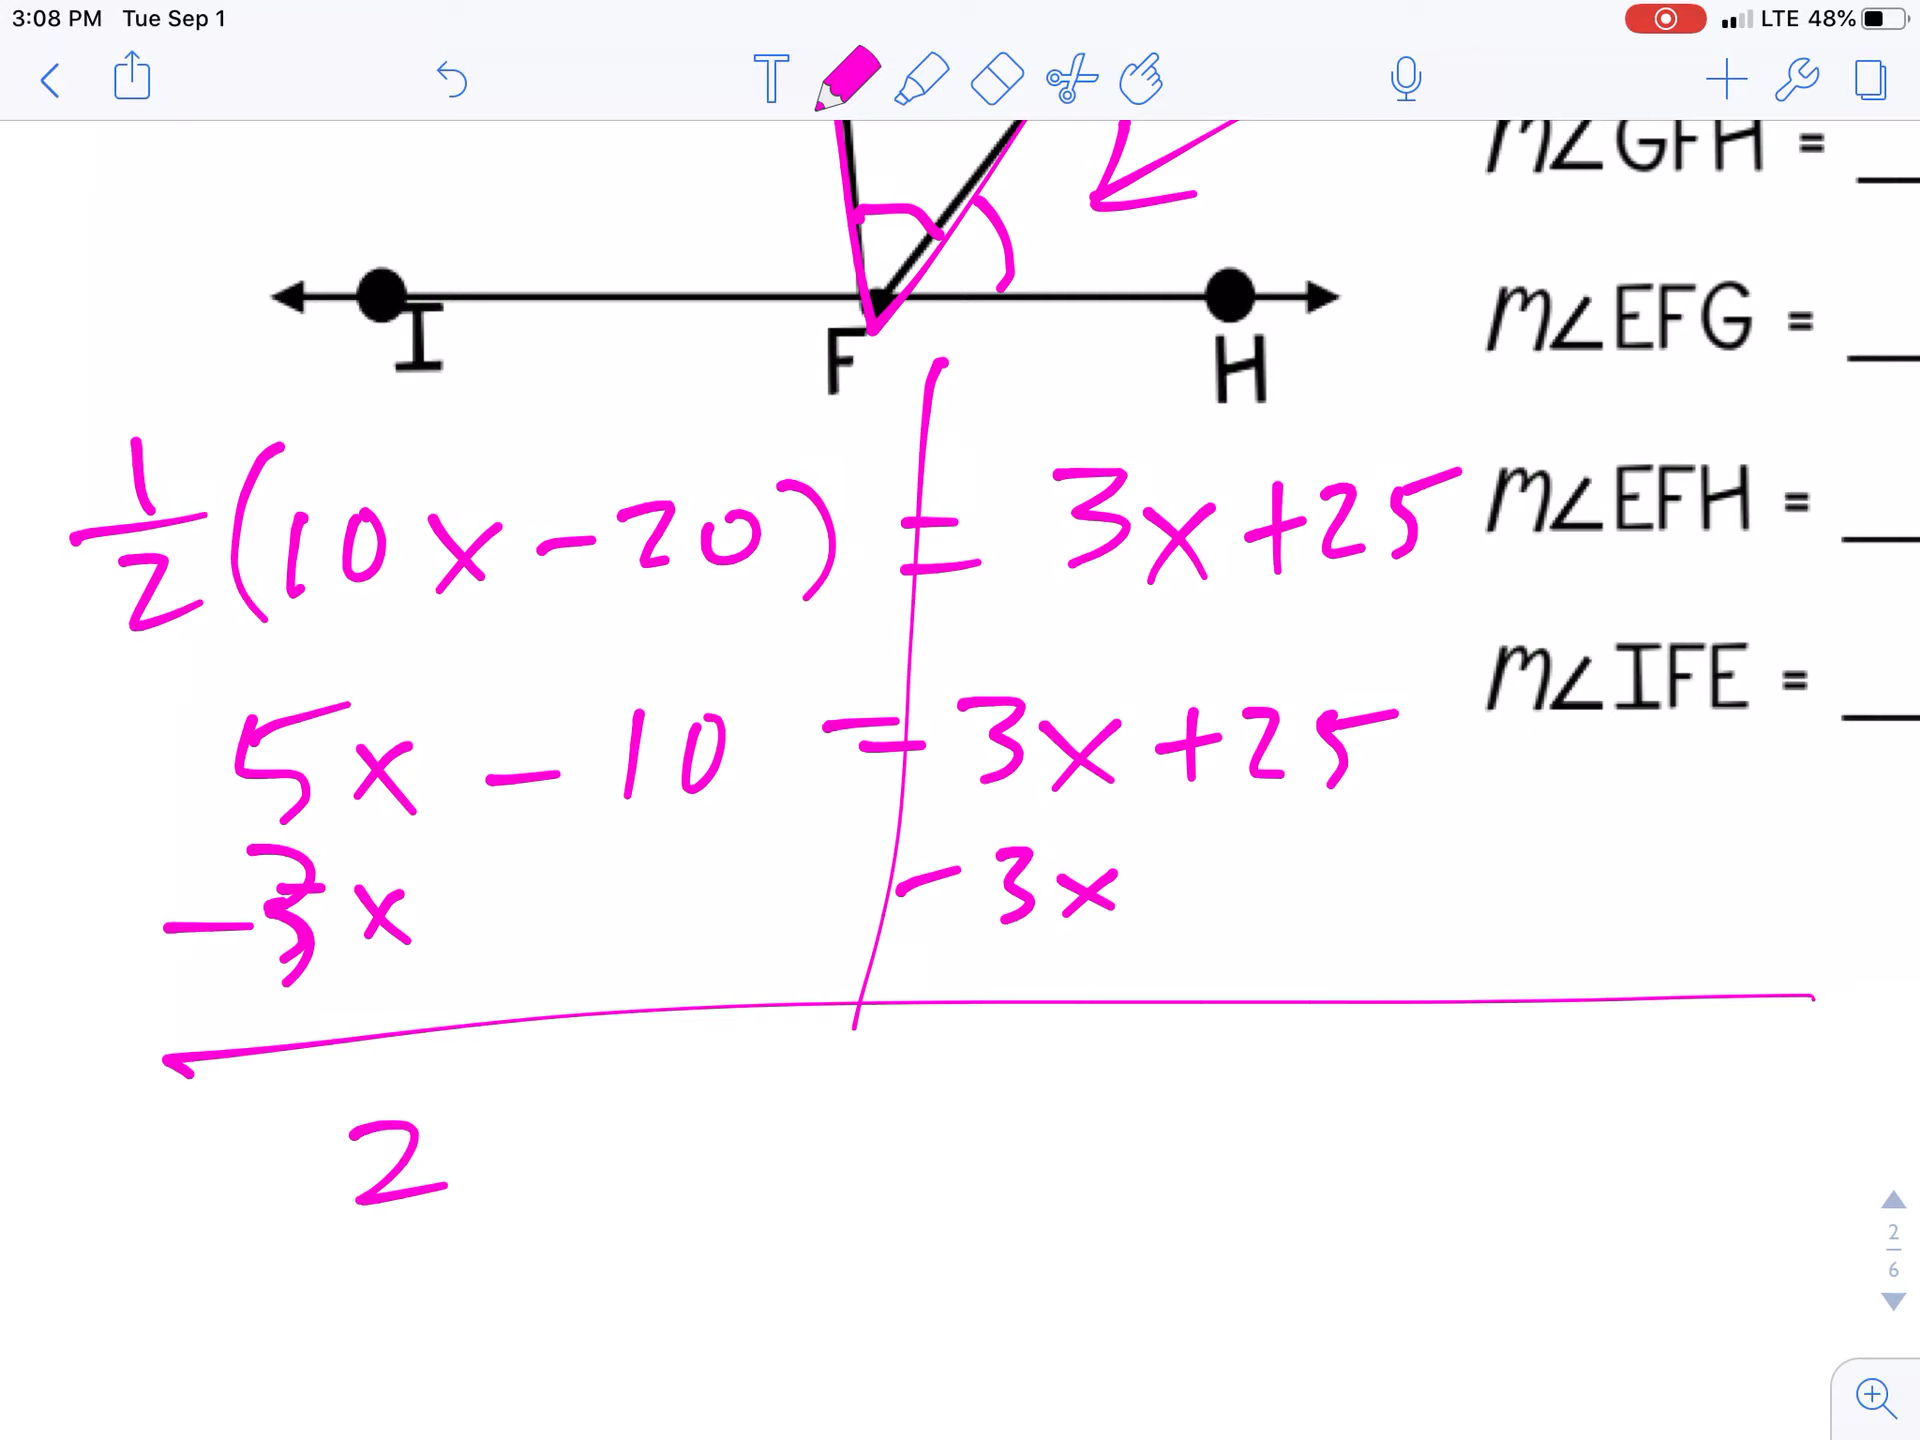 3:08 PM Tue Sep 1 LTE 48%
T
m∠GFH =
I F H
m∠EFG =
1/2 (10x - 20) = 3x + 25
m∠EFH =
5x - 10 = 3x + 25
m∠IFE =
- 3x - 3x
2
2
6